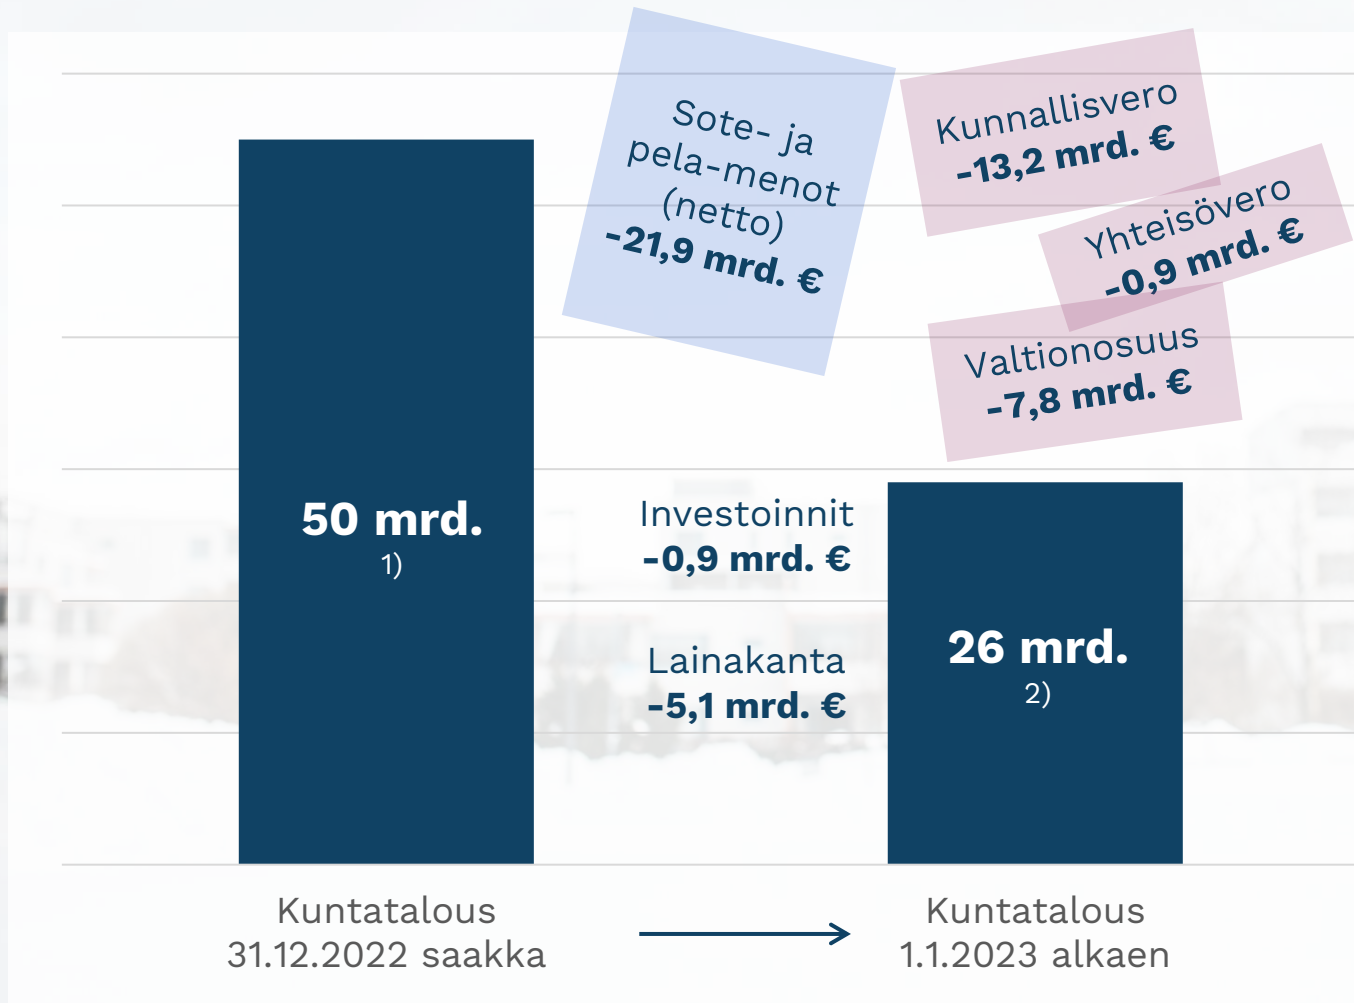 Sote- ja
pela-menot
(netto)
-21,9 mrd. €
Kunnallisvero
-13,2 mrd. €
Yhteisövero
-0,9 mrd. €
Valtionosuus
-7,8 mrd. €
50 mrd.
1)
Investoinnit
-0,9 mrd. €
Lainakanta
-5,1 mrd. €
26 mrd.
2)
Kuntatalous
31.12.2022 saakka
Kuntatalous
1.1.2023 alkaen